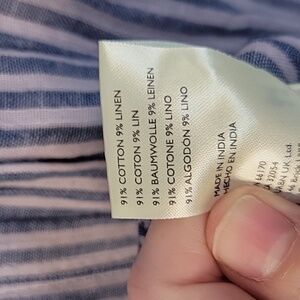 91% COTTON 9% LINEN
91% COTON 9% LIN
91% BAUMWOLLE 9% LEINEN
91% COTONE 9% LINO
91% ALGODÓN 9% LINO
MADE IN INDIA
HECHO EN INDIA